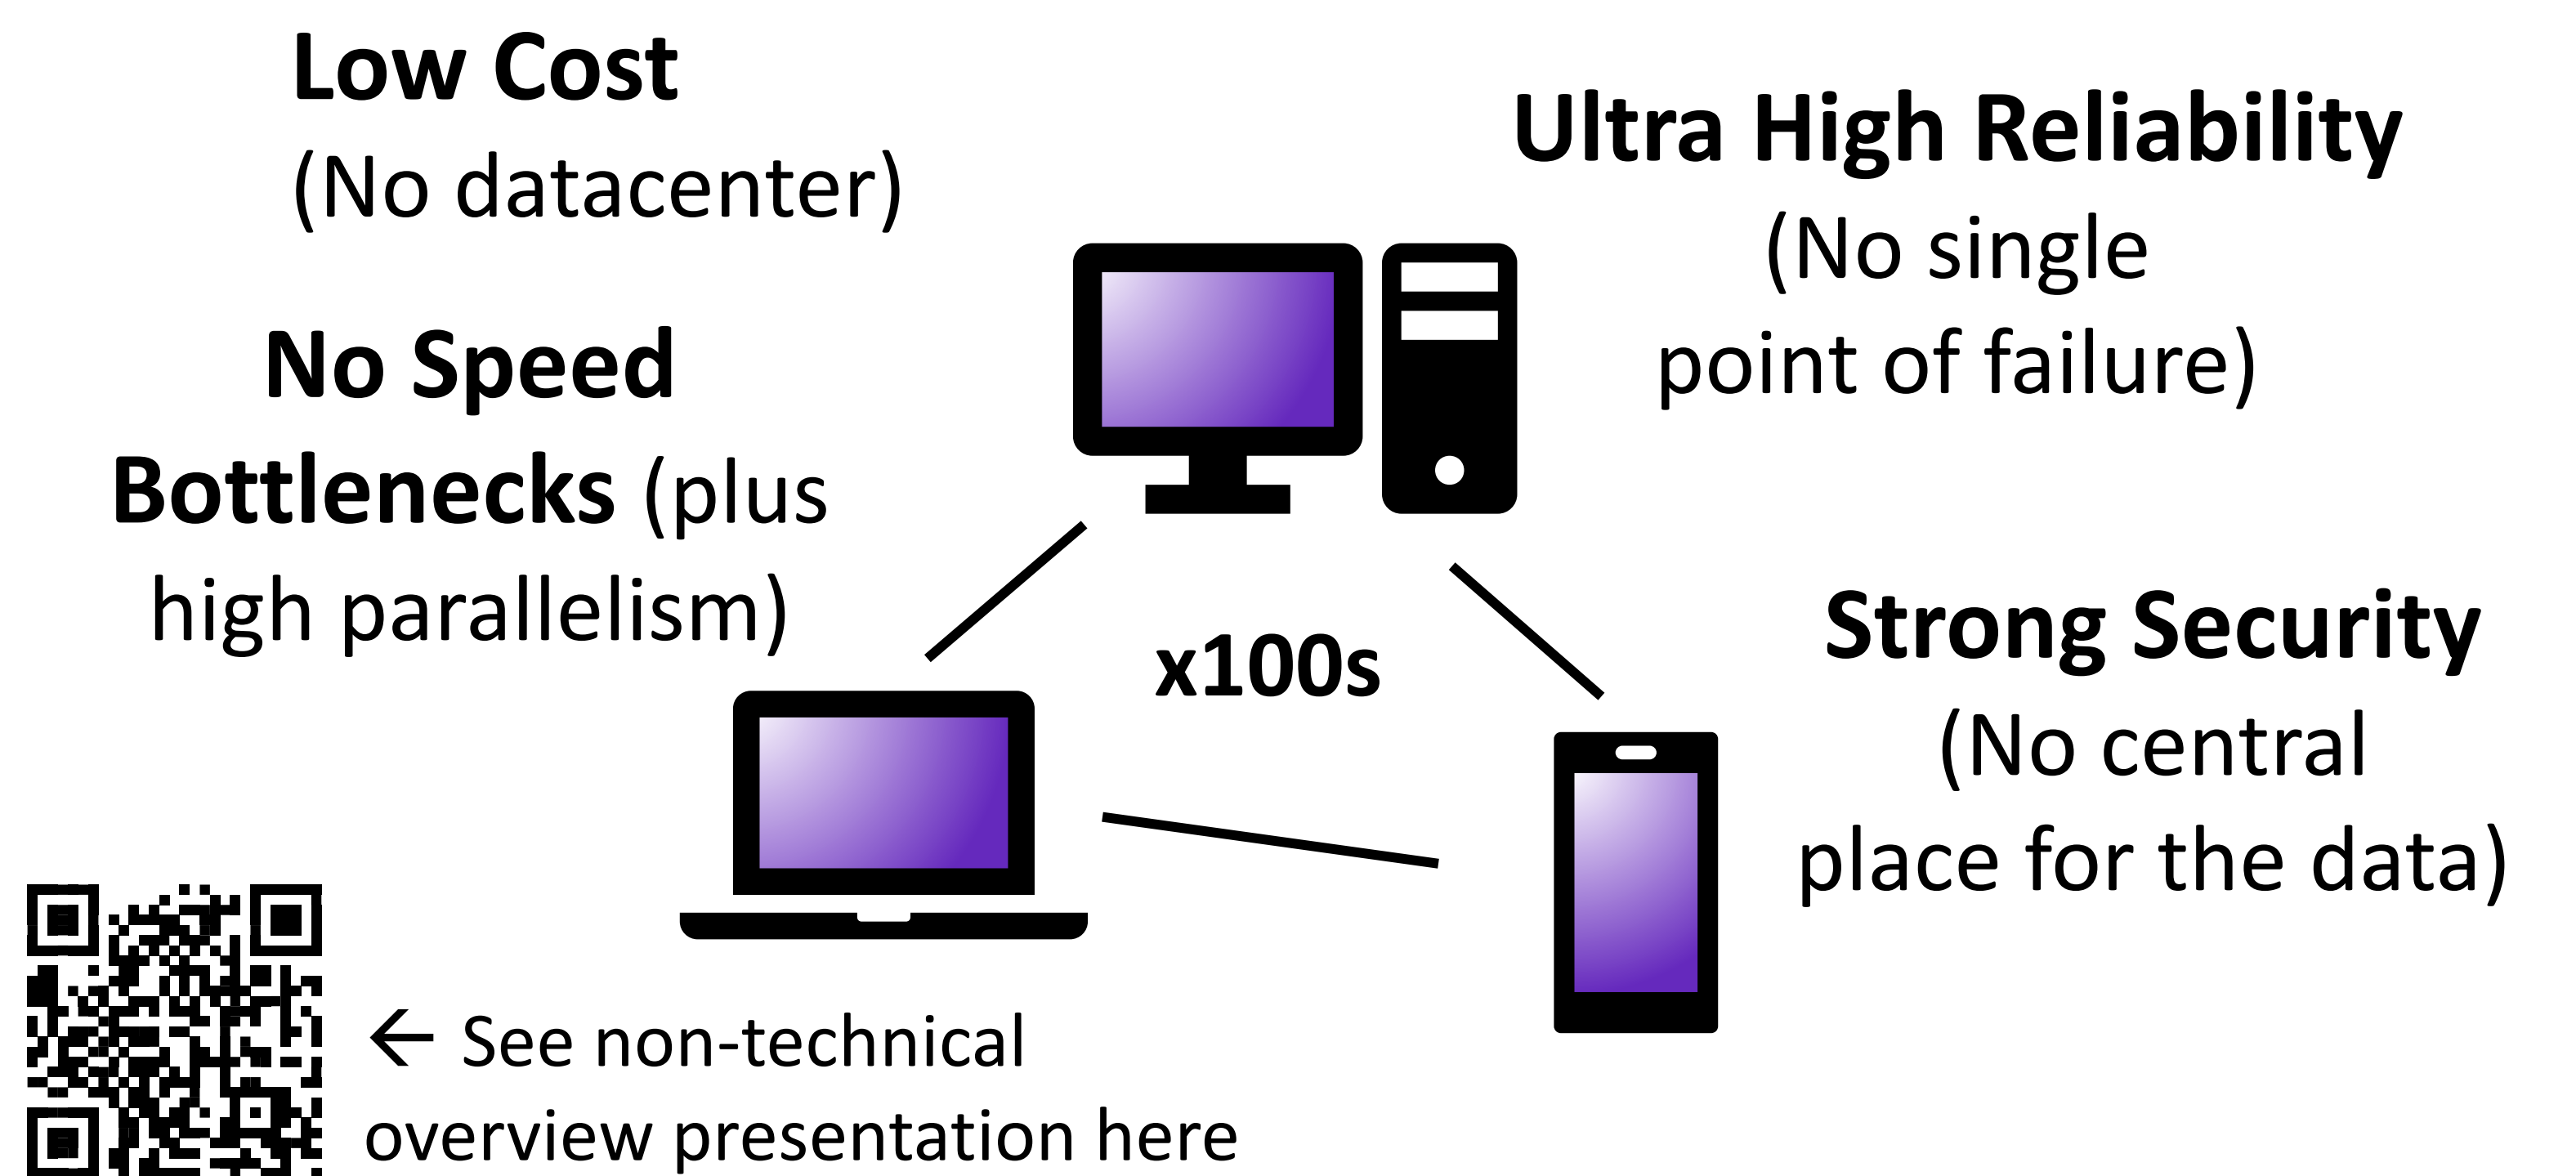 Low Cost
(No datacenter)
No Speed
Bottlenecks (plus
high parallelism)
Ultra High Reliability
(No single
point of failure)
x100s
Strong Security
(No central
place for the data)
← See non-technical
overview presentation here